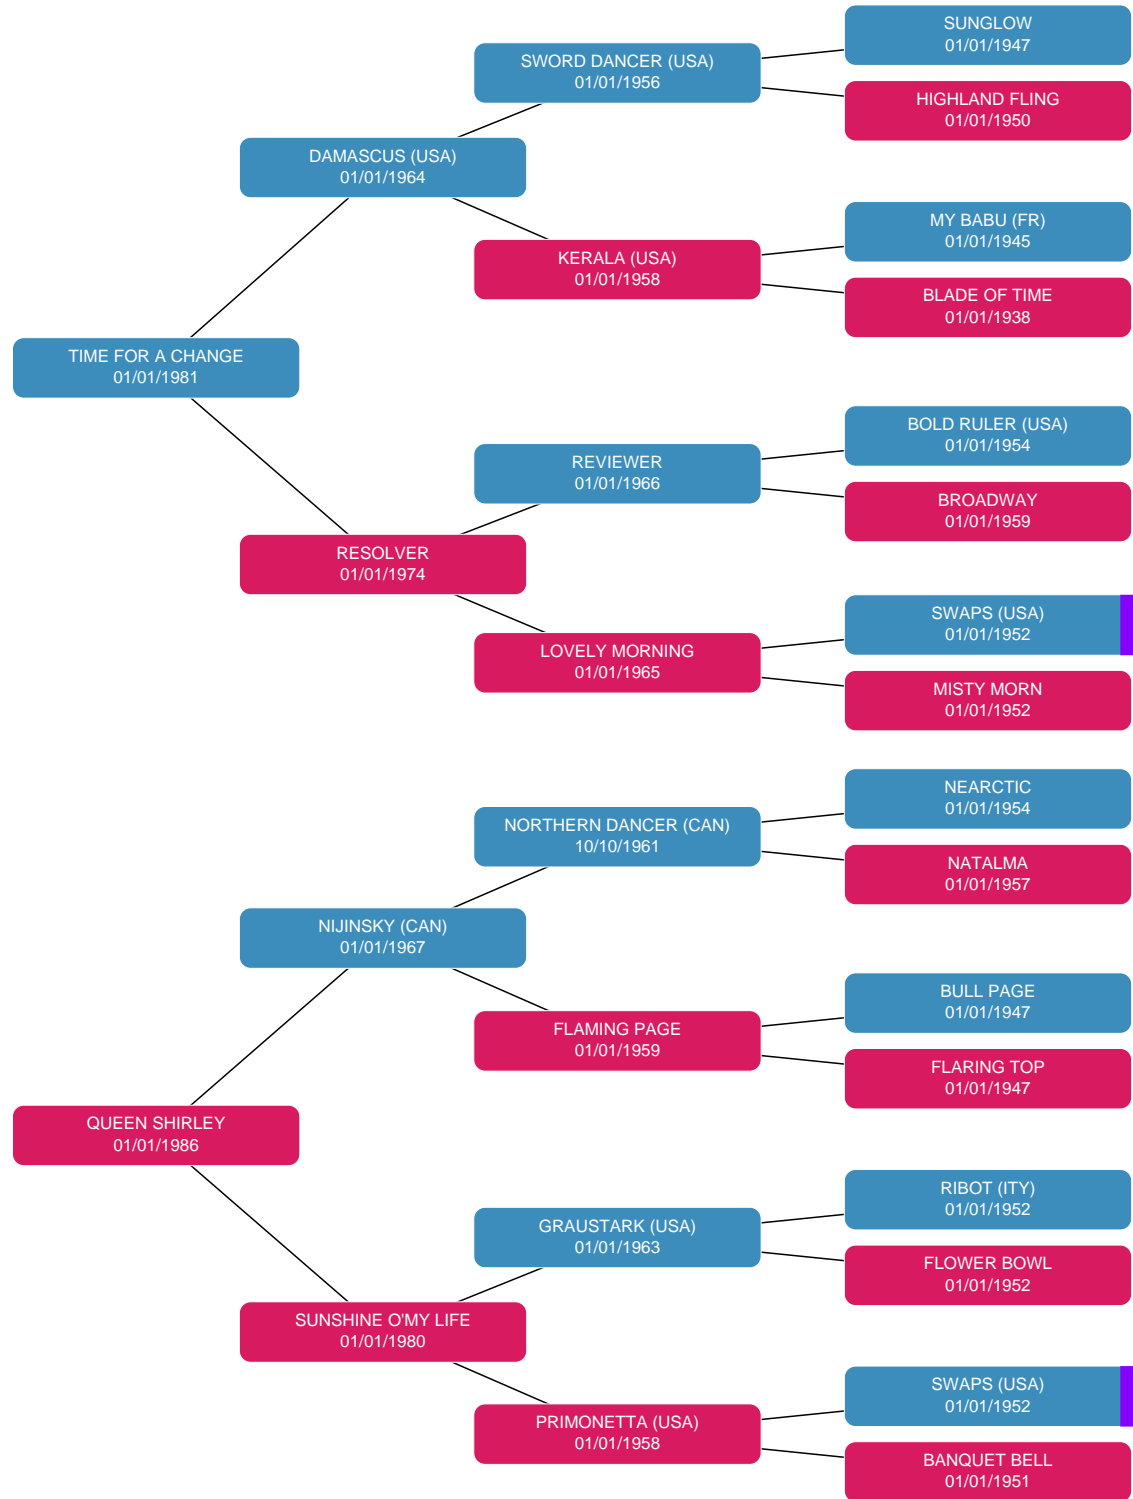 SUNGLOW
01/01/1947
SWORD DANCER (USA)
01/01/1956
HIGHLAND FLING
01/01/1950
DAMASCUS (USA)
01/01/1964
MY BABU (FR)
01/01/1945
KERALA (USA)
01/01/1958
BLADE OF TIME
01/01/1938
TIME FOR A CHANGE
01/01/1981
BOLD RULER (USA)
01/01/1954
REVIEWER
01/01/1966
BROADWAY
01/01/1959
RESOLVER
01/01/1974
SWAPS (USA)
01/01/1952
LOVELY MORNING
01/01/1965
MISTY MORN
01/01/1952
NEARCTIC
01/01/1954
NORTHERN DANCER (CAN)
10/10/1961
NATALMA
01/01/1957
NIJINSKY (CAN)
01/01/1967
BULL PAGE
01/01/1947
FLAMING PAGE
01/01/1959
FLARING TOP
01/01/1947
QUEEN SHIRLEY
01/01/1986
RIBOT (ITY)
01/01/1952
GRAUSTARK (USA)
01/01/1963
FLOWER BOWL
01/01/1952
SUNSHINE O'MY LIFE
01/01/1980
SWAPS (USA)
01/01/1952
PRIMONETTA (USA)
01/01/1958
BANQUET BELL
01/01/1951